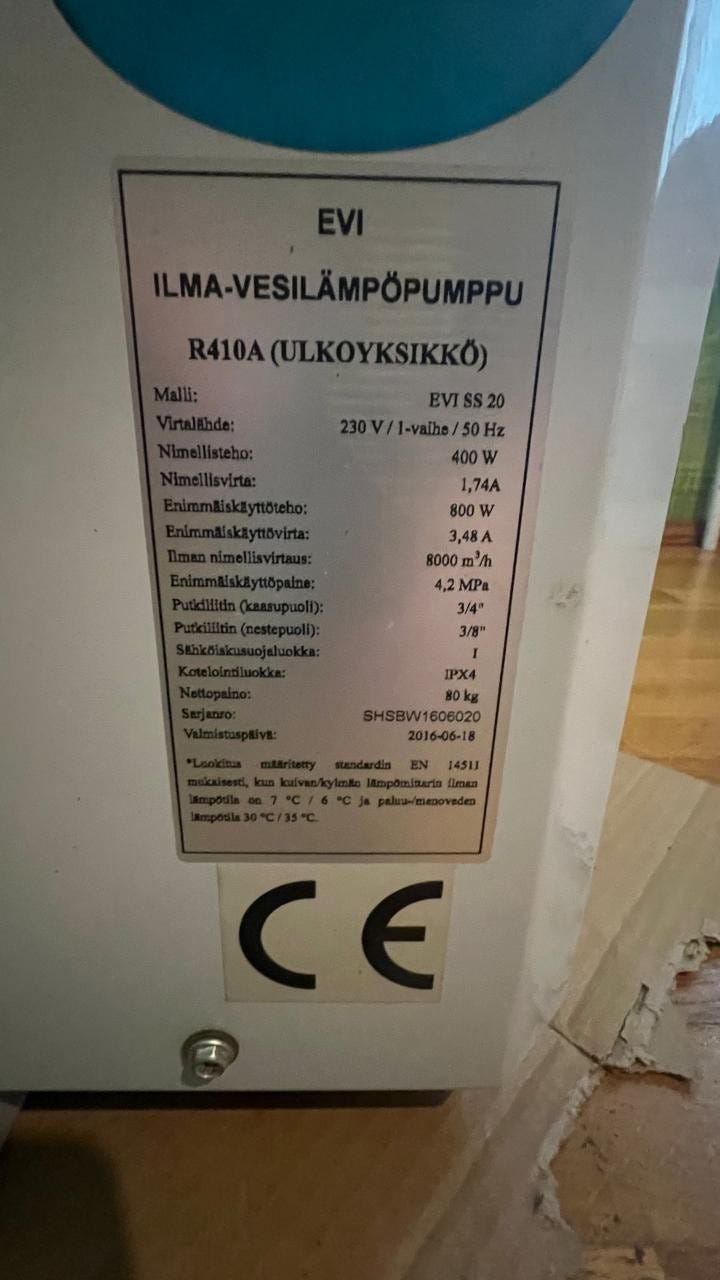 EVI
ILMA-VESILÄMPÖPUMPPU
R410A (ULKOYKSIKKÖ)
Malli: EVI SS 20
Virtalähde: 230 V / 1-vaihe / 50 Hz
Nimellisteho: 400 W
Nimellisvirta: 1,74A
Enimmäiskäyttöteho: 800 W
Enimmäiskäyttövirta: 3,48 A
Ilman nimellisvirtaus: 8000 m³/h
Enimmäiskäyttöpaine: 4,2 MPa
Putkiliitin (kaasupuoli): 3/4"
Putkiliitin (nestepuoli): 3/8"
Sähköiskusuojaluokka: I
Kotelointiluokka: IPX4
Nettopaino: 80 kg
Sarjanro: SHSBW1606020
Valmistuspäivä: 2016-06-18
*Luokitus määritetty standardin EN 14511
mukaisesti, kun kuivan/kylmän lämpömittarin ilman
lämpötila on 7 °C / 6 °C ja paluu-/menoveden
lämpötila 30 °C / 35 °C.
CE